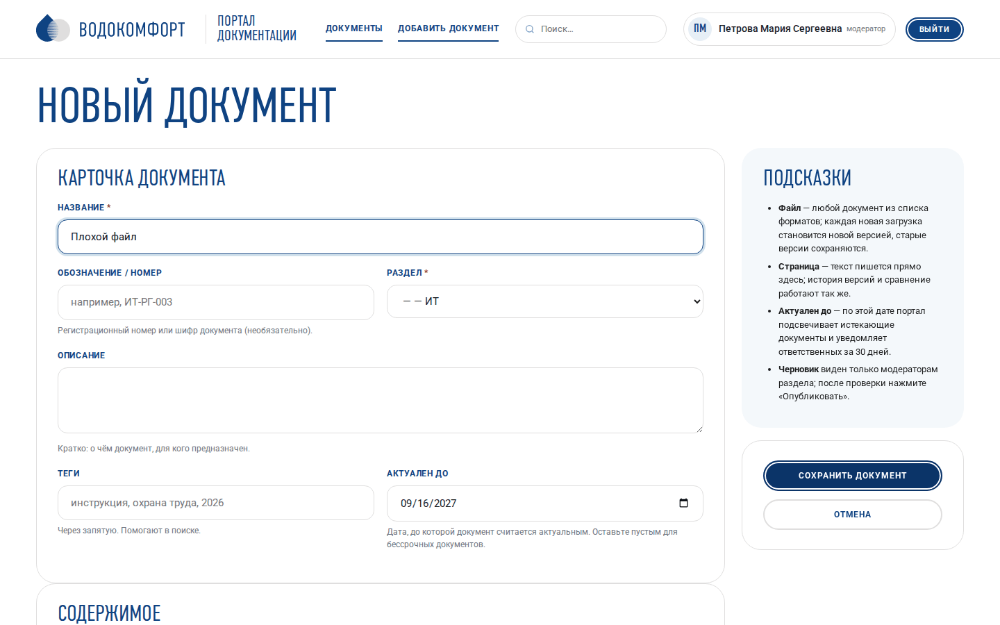 ВОДОКОМФОРТ
ПОРТАЛ
ДОКУМЕНТАЦИИ
ДОКУМЕНТЫ
ДОБАВИТЬ ДОКУМЕНТ
Поиск...
ПМ
Петрова Мария Сергеевна модератор
ВЫЙТИ
НОВЫЙ ДОКУМЕНТ
КАРТОЧКА ДОКУМЕНТА
НАЗВАНИЕ *
Плохой файл
ОБОЗНАЧЕНИЕ / НОМЕР
например, ИТ-РГ-003
Регистрационный номер или шифр документа (необязательно).
РАЗДЕЛ *
— — ИТ
ОПИСАНИЕ
Кратко: о чём документ, для кого предназначен.
ТЕГИ
инструкция, охрана труда, 2026
Через запятую. Помогают в поиске.
АКТУАЛЕН ДО
09/16/2027
Дата, до которой документ считается актуальным. Оставьте пустым для
бессрочных документов.
СОДЕРЖИМОЕ
ПОДСКАЗКИ
• Файл — любой документ из списка
форматов; каждая новая загрузка
становится новой версией, старые
версии сохраняются.
• Страница — текст пишется прямо
здесь; история версий и сравнение
работают так же.
• Актуален до — по этой дате портал
подсвечивает истекающие
документы и уведомляет
ответственных за 30 дней.
• Черновик виден только модераторам
раздела; после проверки нажмите
«Опубликовать».
СОХРАНИТЬ ДОКУМЕНТ
ОТМЕНА